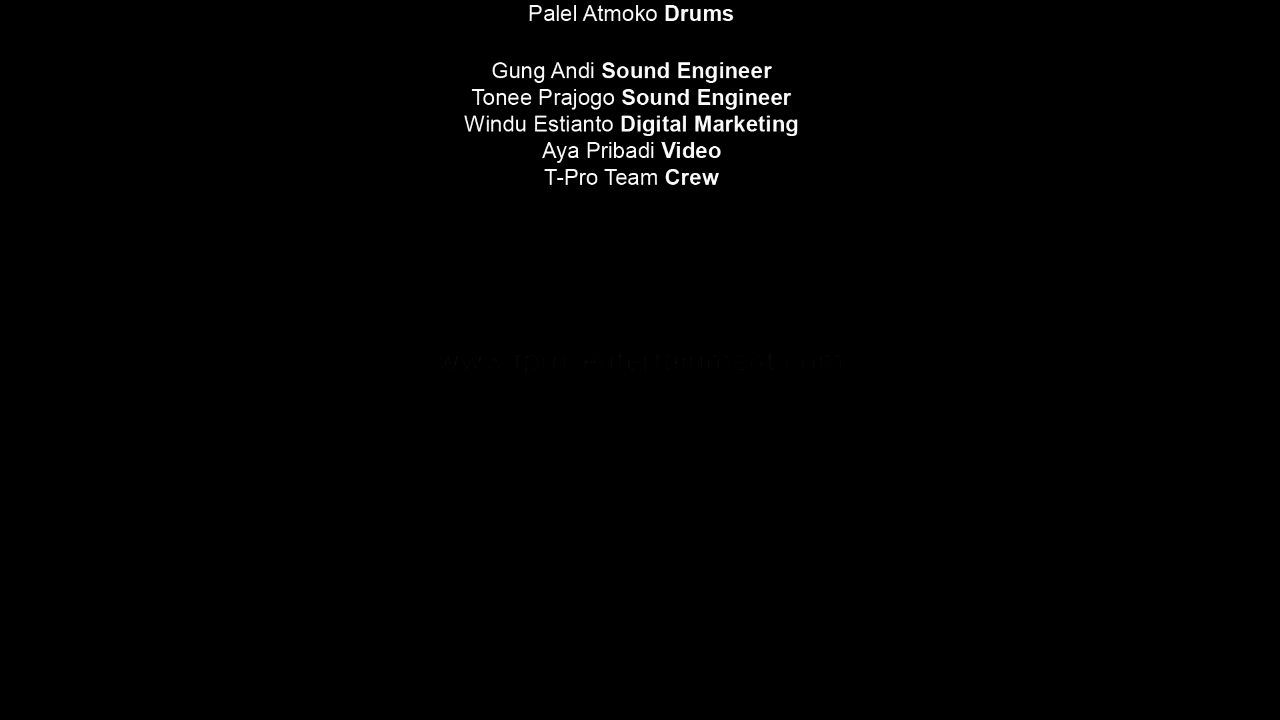 Palel Atmoko Drums
Gung Andi Sound Engineer
Tonee Prajogo Sound Engineer
Windu Estianto Digital Marketing
Aya Pribadi Video
T-Pro Team Crew